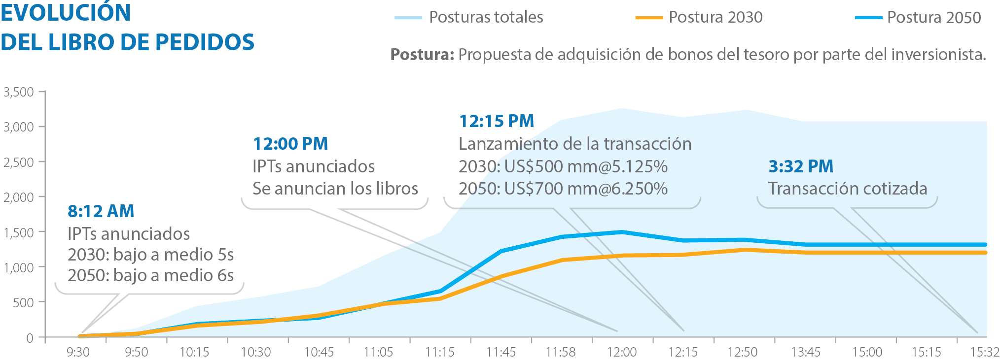 EVOLUCIÓN
DEL LIBRO DE PEDIDOS
Posturas totales
Postura 2030
Postura 2050
Postura: Propuesta de adquisición de bonos del tesoro por parte del inversionista.
3,500
3,000
2,500
2,000
1,500
1,000
500
0
8:12 AM
IPTs anunciados
2030: bajo a medio 5s
2050: bajo a medio 6s
12:00 PM
IPTs anunciados
Se anuncian los libros
12:15 PM
Lanzamiento de la transacción
2030: US$500 mm@5.125%
2050: US$700 mm@6.250%
3:32 PM
Transacción cotizada
9:30
9:50
10:15
10:30
10:45
11:05
11:15
11:45
11:58
12:00
12:15
12:50
13:45
15:00
15:15
15:32